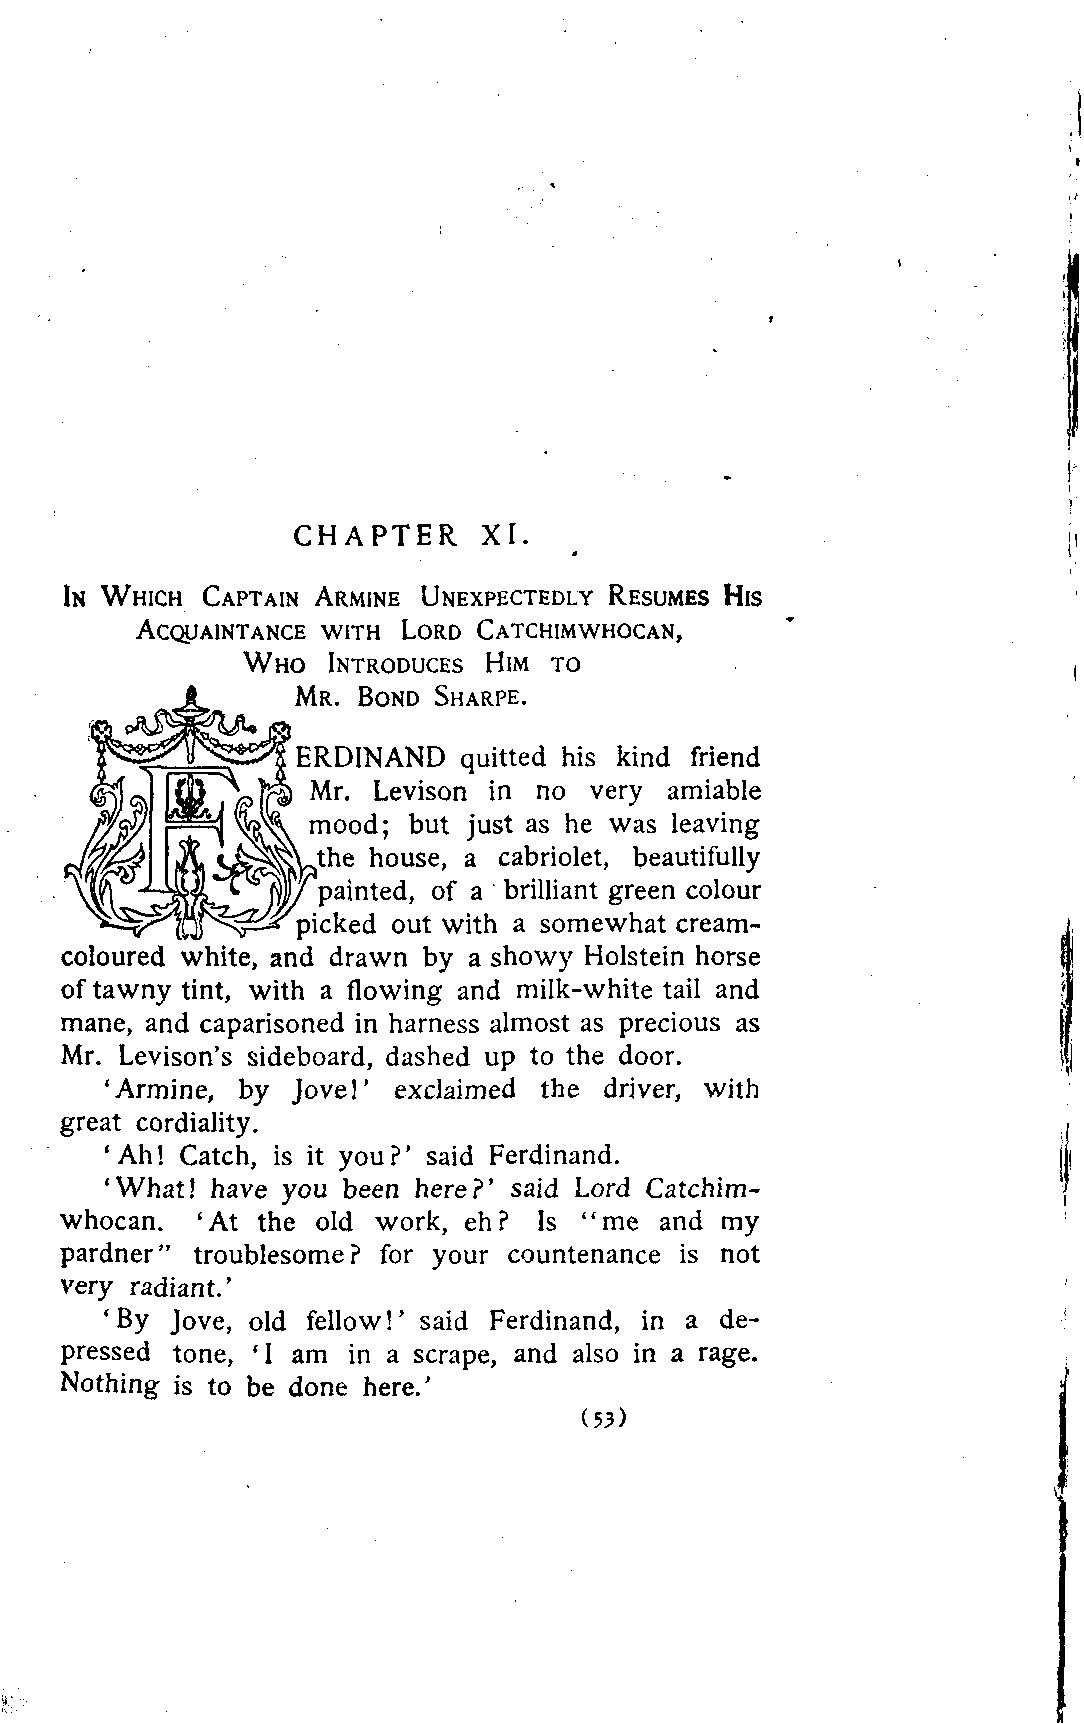 CHAPTER XI.
In Which Captain Armine Unexpectedly Resumes His
Acquaintance with Lord Catchimwhocan,
Who Introduces Him to
Mr. Bond Sharpe.
FERDINAND quitted his kind friend
Mr. Levison in no very amiable
mood; but just as he was leaving
the house, a cabriolet, beautifully
painted, of a brilliant green colour
picked out with a somewhat cream-
coloured white, and drawn by a showy Holstein horse
of tawny tint, with a flowing and milk-white tail and
mane, and caparisoned in harness almost as precious as
Mr. Levison's sideboard, dashed up to the door.
‘Armine, by Jove!’ exclaimed the driver, with
great cordiality.
‘Ah! Catch, is it you?’ said Ferdinand.
‘What! have you been here?’ said Lord Catchim-
whocan. ‘At the old work, eh? Is “me and my
pardner” troublesome? for your countenance is not
very radiant.’
‘By Jove, old fellow!’ said Ferdinand, in a de-
pressed tone, ‘I am in a scrape, and also in a rage.
Nothing is to be done here.’
(53)